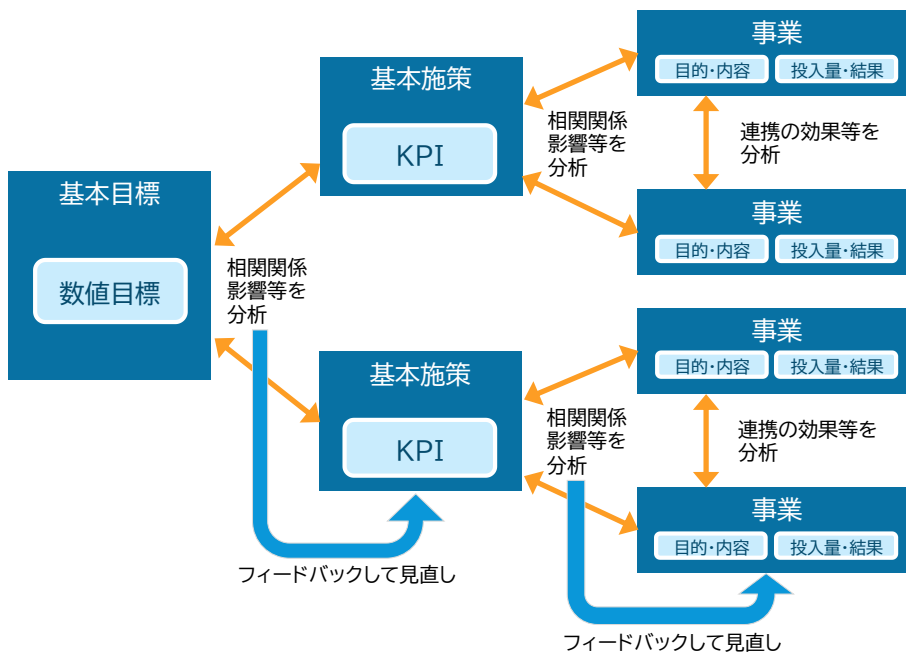 基本目標
数値目標
相関関係
影響等を
分析
フィードバックして見直し
基本施策
KPI
相関関係
影響等を
分析
事業
目的・内容 投入量・結果
連携の効果等を
分析
事業
目的・内容 投入量・結果
基本施策
KPI
相関関係
影響等を
分析
フィードバックして見直し
事業
目的・内容 投入量・結果
連携の効果等を
分析
事業
目的・内容 投入量・結果